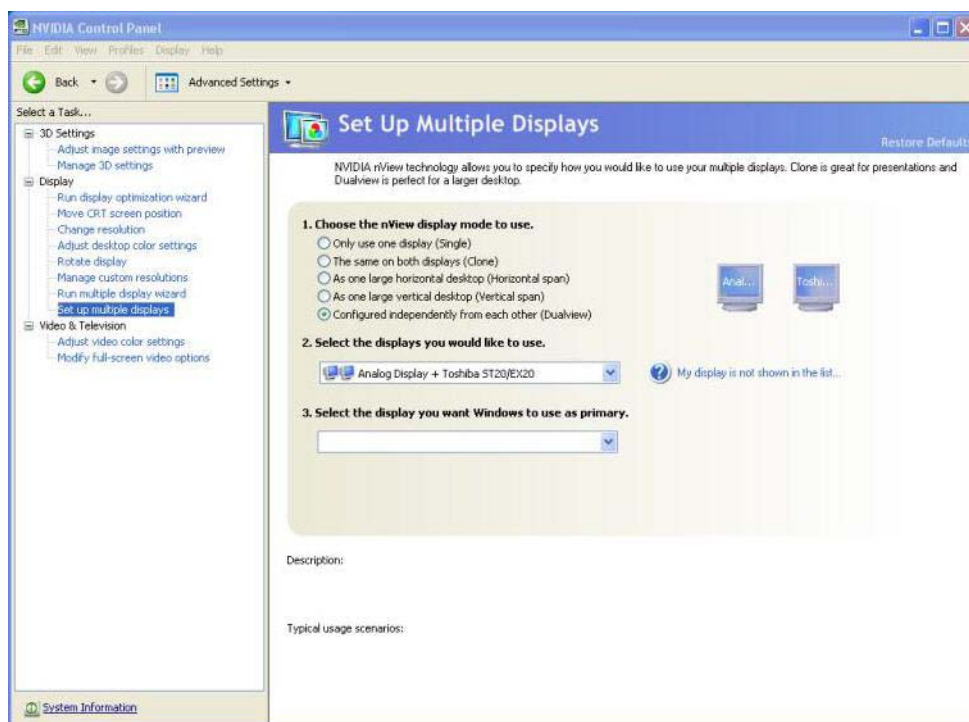 NVIDIA Control Panel
File Edit View Profiles Display Help
Back
Advanced Settings
Select a Task...
3D Settings
Adjust image settings with preview
Manage 3D settings
Display
Run display optimization wizard
Move CRT screen position
Change resolution
Adjust desktop color settings
Rotate display
Manage custom resolutions
Run multiple display wizard
Set up multiple displays
Video & Television
Adjust video color settings
Modify full-screen video options
System Information
Set Up Multiple Displays
Restore Default
NVIDIA nView technology allows you to specify how you would like to use your multiple displays. Clone is great for presentations and
Dualview is perfect for a larger desktop.
1. Choose the nView display mode to use.
Only use one display (Single)
The same on both displays (Clone)
As one large horizontal desktop (Horizontal span)
As one large vertical desktop (Vertical span)
Configured independently from each other (Dualview)
Anal...
Toshi...
2. Select the displays you would like to use.
Analog Display + Toshiba ST20/EX20
My display is not shown in the list...
3. Select the display you want Windows to use as primary.
Description:
Typical usage scenarios: